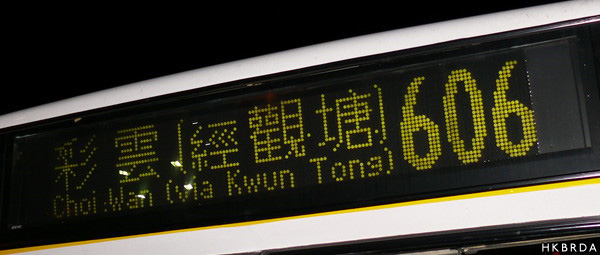 彩雲(經觀塘) 606
Choi Wan (via Kwun Tong)
HKBRDA